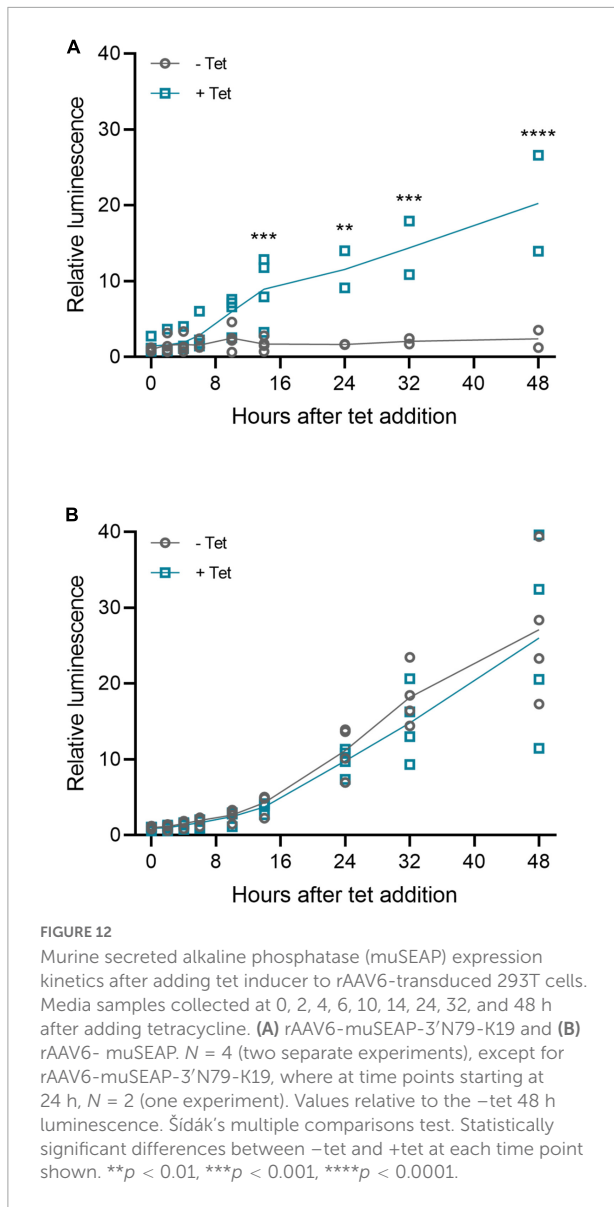 A
- Tet
+ Tet
40
30
20
10
0
Relative luminescence
***
**
***
****
0 8 16 24 32 40 48
Hours after tet addition
B
- Tet
+ Tet
40
30
20
10
0
Relative luminescence
0 8 16 24 32 40 48
Hours after tet addition
FIGURE 12
Murine secreted alkaline phosphatase (muSEAP) expression
kinetics after adding tet inducer to rAAV6-transduced 293T cells.
Media samples collected at 0, 2, 4, 6, 10, 14, 24, 32, and 48 h
after adding tetracycline. (A) rAAV6-muSEAP-3′N79-K19 and (B)
rAAV6- muSEAP. N = 4 (two separate experiments), except for
rAAV6-muSEAP-3′N79-K19, where at time points starting at
24 h, N = 2 (one experiment). Values relative to the –tet 48 h
luminescence. Šídák's multiple comparisons test. Statistically
significant differences between –tet and +tet at each time point
shown. **p < 0.01, ***p < 0.001, ****p < 0.0001.